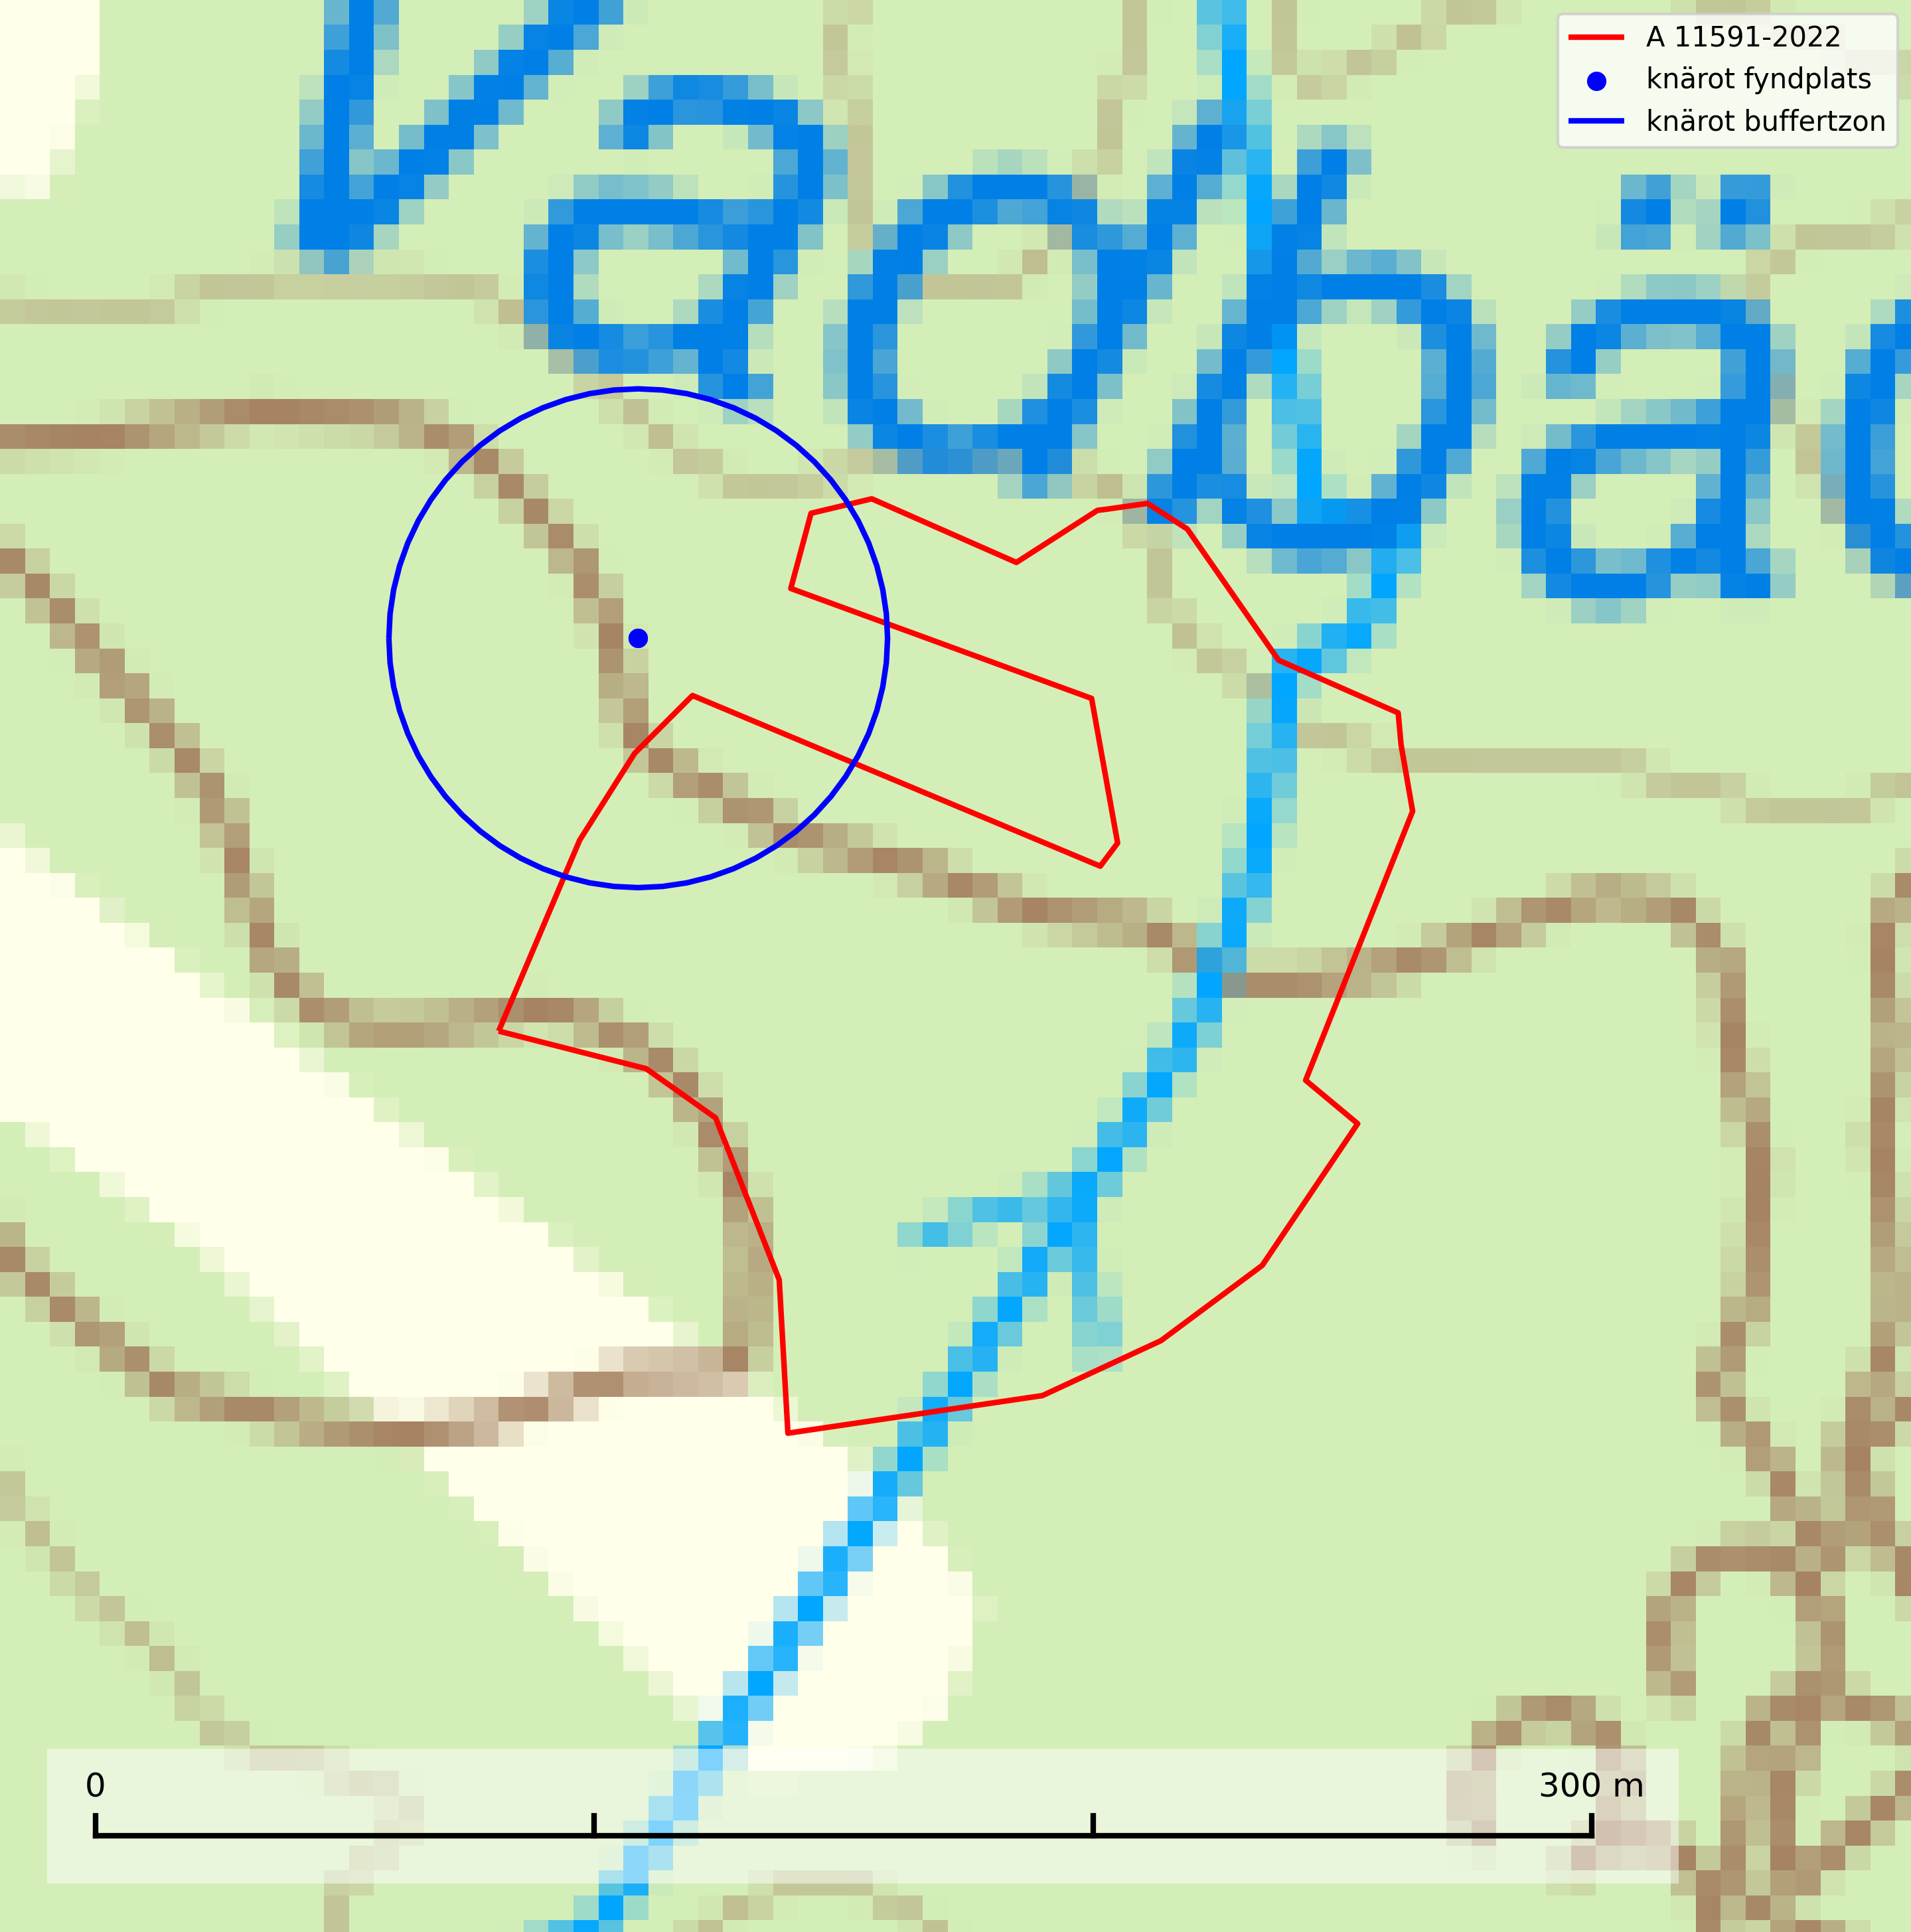 A 11591-2022
knärot fyndplats
knärot buffertzon
0
300 m